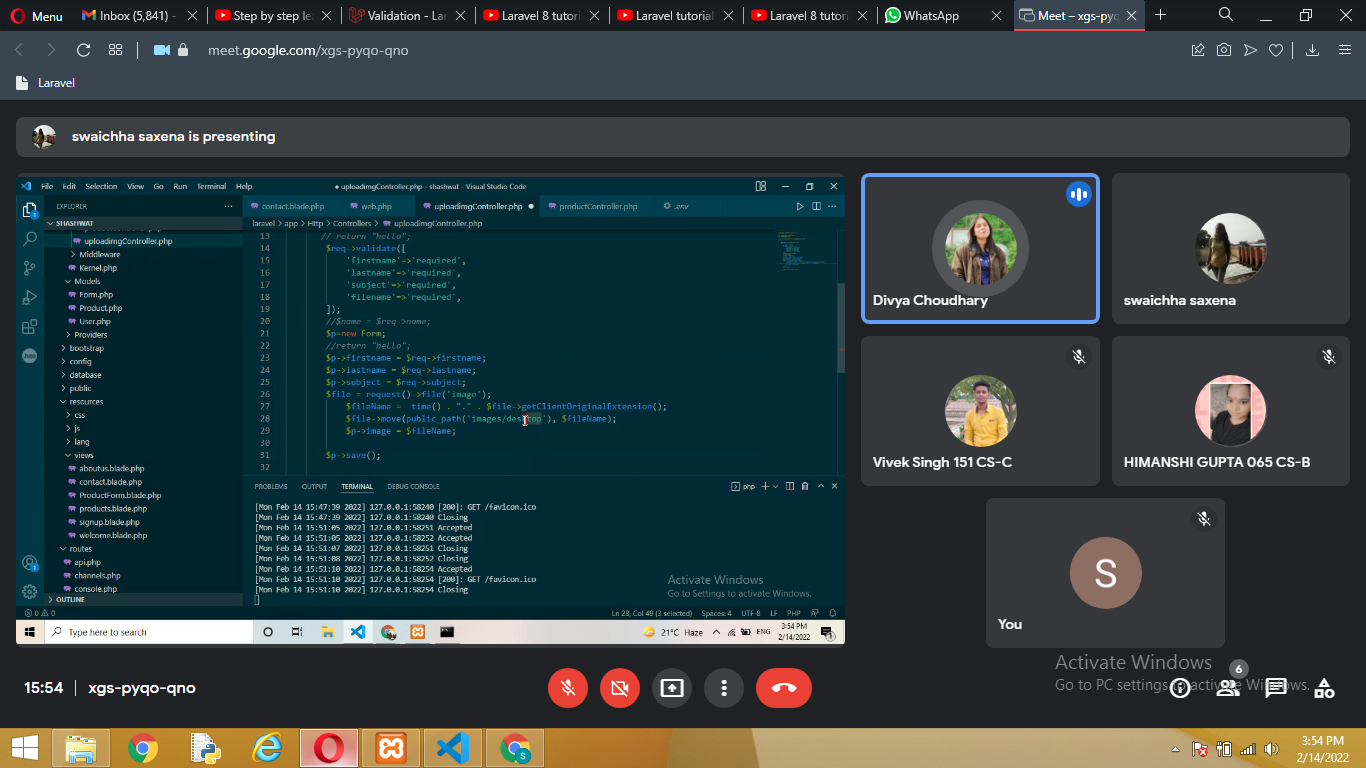 Menu
Inbox (5,841) -
Step by step le
Validation - La
Laravel 8 tutori
Laravel tutorial
Laravel 8 tutori
WhatsApp
Meet – xgs-pyq
meet.google.com/xgs-pyqo-qno
Laravel
swaichha saxena is presenting
File Edit Selection View Go Run Terminal Help
● uploadimgController.php - shashwat - Visual Studio Code
EXPLORER
SHASHWAT
uploadimgController.php
Middleware
Kernel.php
Models
Form.php
Product.php
User.php
Providers
bootstrap
config
database
public
resources
css
js
lang
views
aboutus.blade.php
contact.blade.php
ProductForm.blade.php
products.blade.php
signup.blade.php
welcome.blade.php
routes
api.php
channels.php
console.php
OUTLINE
contact.blade.php
web.php
uploadimgController.php
productController.php
.env
laravel > app > Http > Controllers > uploadimgController.php
13 // return "hello";
14 $req->validate([
15 'firstname'=>'required',
16 'lastname'=>'required',
17 'subject'=>'required',
18 'filename'=>'required',
19 ]);
20 //$name = $req->name;
21 $p=new Form;
22 //return "hello";
23 $p->firstname = $req->firstname;
24 $p->lastname = $req->lastname;
25 $p->subject = $req->subject;
26 $file = request()->file('image');
27 $fileName = time() . "." . $file->getClientOriginalExtension();
28 $file->move(public_path('images/desktop'), $fileName);
29 $p->image = $fileName;
30
31 $p->save();
32
PROBLEMS OUTPUT TERMINAL DEBUG CONSOLE
php
[Mon Feb 14 15:47:39 2022] 127.0.0.1:58240 [200]: GET /favicon.ico
[Mon Feb 14 15:47:39 2022] 127.0.0.1:58240 Closing
[Mon Feb 14 15:51:05 2022] 127.0.0.1:58251 Accepted
[Mon Feb 14 15:51:05 2022] 127.0.0.1:58252 Accepted
[Mon Feb 14 15:51:07 2022] 127.0.0.1:58251 Closing
[Mon Feb 14 15:51:08 2022] 127.0.0.1:58252 Closing
[Mon Feb 14 15:51:10 2022] 127.0.0.1:58254 Accepted
[Mon Feb 14 15:51:10 2022] 127.0.0.1:58254 [200]: GET /favicon.ico
[Mon Feb 14 15:51:10 2022] 127.0.0.1:58254 Closing
Activate Windows
Go to Settings to activate Windows.
0 0
Ln 28, Col 49 (3 selected) Spaces: 4 UTF-8 LF PHP
Type here to search
21°C Haze
ENG
3:54 PM
2/14/2022
Divya Choudhary
swaichha saxena
Vivek Singh 151 CS-C
HIMANSHI GUPTA 065 CS-B
S
You
15:54 | xgs-pyqo-qno
6
Activate Windows
Go to PC settings to activate Windows.
3:54 PM
2/14/2022